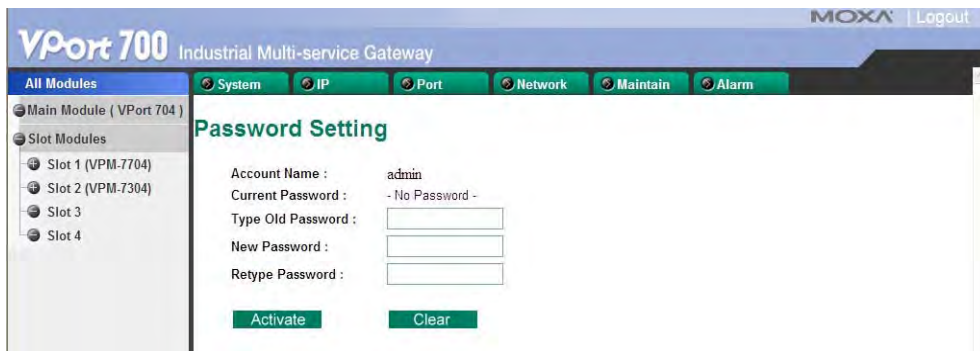 MOXA | Logout
VPort 700 Industrial Multi-service Gateway
All Modules
System IP Port Network Maintain Alarm
Main Module ( VPort 704 )
Slot Modules
Slot 1 (VPM-7704)
Slot 2 (VPM-7304)
Slot 3
Slot 4
Password Setting
Account Name : admin
Current Password : - No Password -
Type Old Password :
New Password :
Retype Password :
Activate Clear